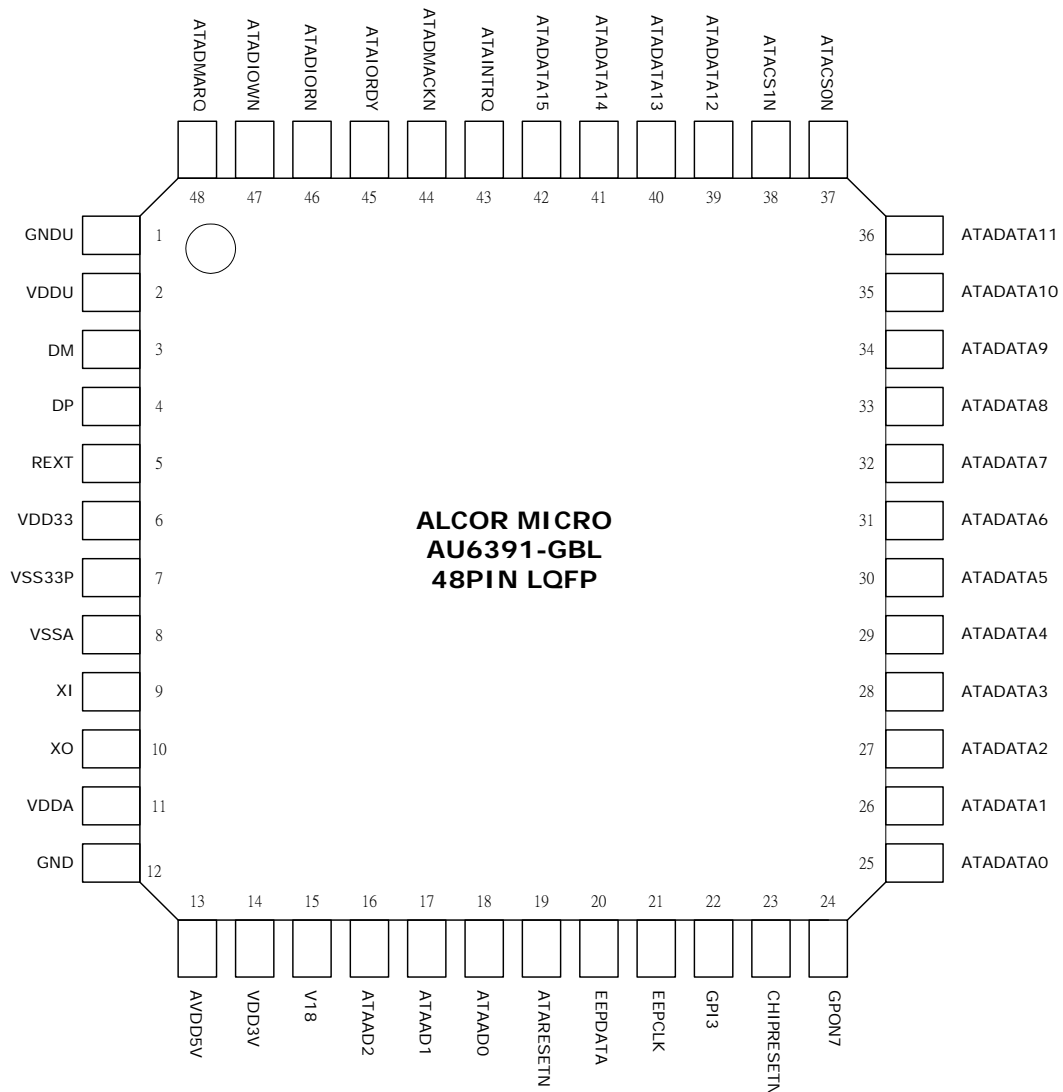 ATADMARQ
ATADIOWN
ATADIORN
ATAIORDY
ATADMACKN
ATAINTRQ
ATADATA15
ATADATA14
ATADATA13
ATADATA12
ATACS1N
ATACS0N
48 47 46 45 44 43 42 41 40 39 38 37
GNDU 1
VDDU 2
DM 3
DP 4
REXT 5
VDD33 6
VSS33P 7
VSSA 8
XI 9
XO 10
VDDA 11
GND 12
ALCOR MICRO
AU6391-GBL
48PIN LQFP
36 ATADATA11
35 ATADATA10
34 ATADATA9
33 ATADATA8
32 ATADATA7
31 ATADATA6
30 ATADATA5
29 ATADATA4
28 ATADATA3
27 ATADATA2
26 ATADATA1
25 ATADATA0
13 14 15 16 17 18 19 20 21 22 23 24
AVDD5V
VDD3V
V18
ATAAD2
ATAAD1
ATAAD0
ATARESETN
EEPDATA
EEPCLK
GPI3
CHIPRESETN
GPON7